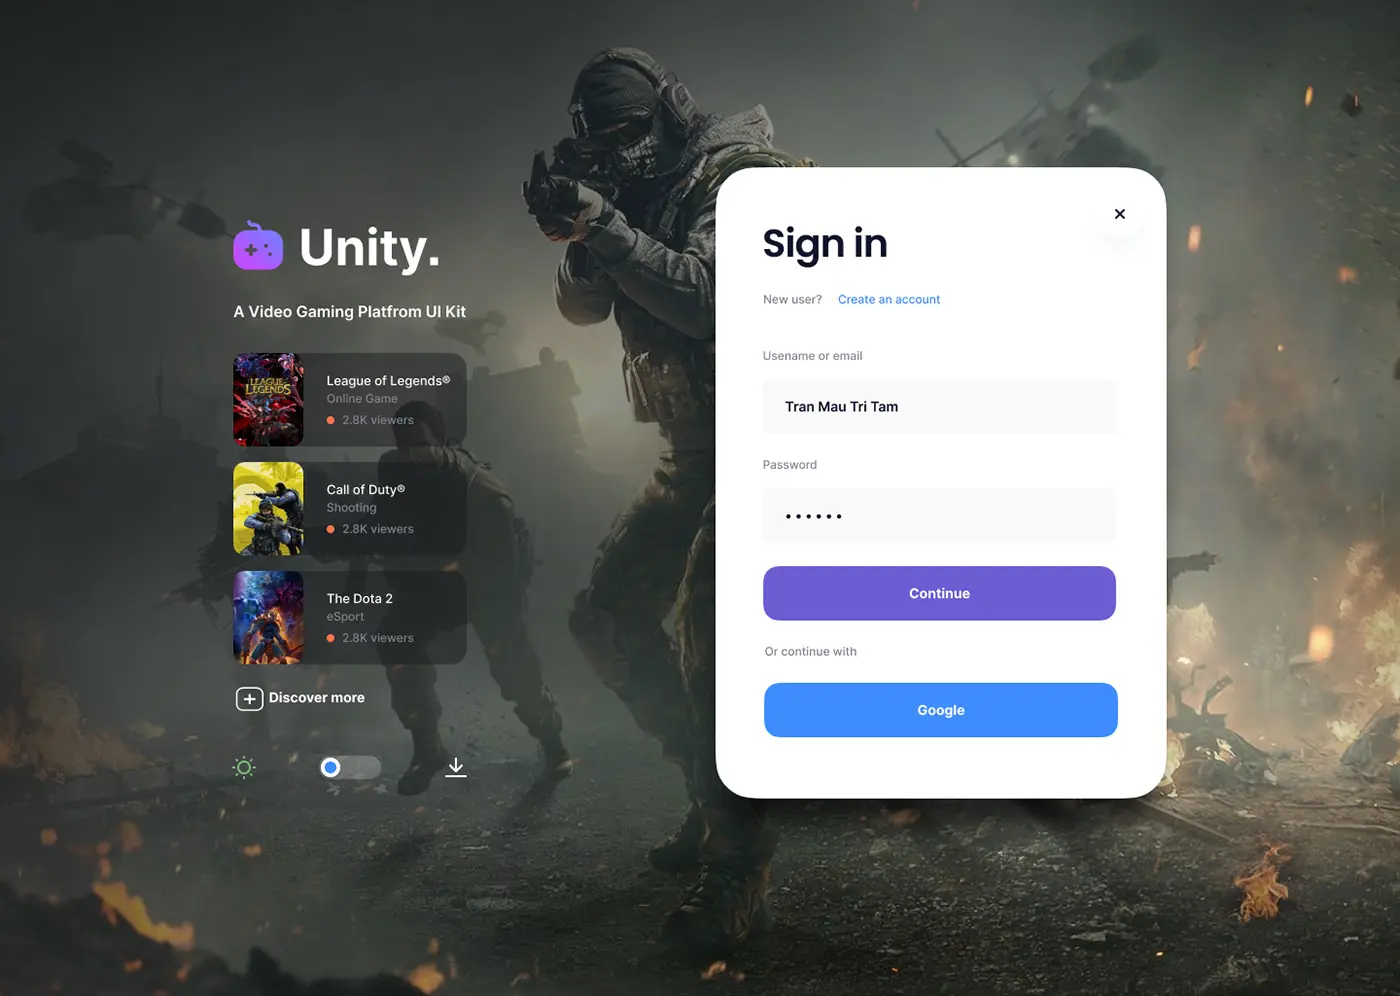 Unity.
A Video Gaming Platfrom UI Kit
LEAGUE OF
LEGENDS
League of Legends®
Online Game
2.8K viewers
Call of Duty®
Shooting
2.8K viewers
The Dota 2
eSport
2.8K viewers
Discover more
Sign in
New user? Create an account
Usename or email
Tran Mau Tri Tam
Password
••••••
Continue
Or continue with
Google